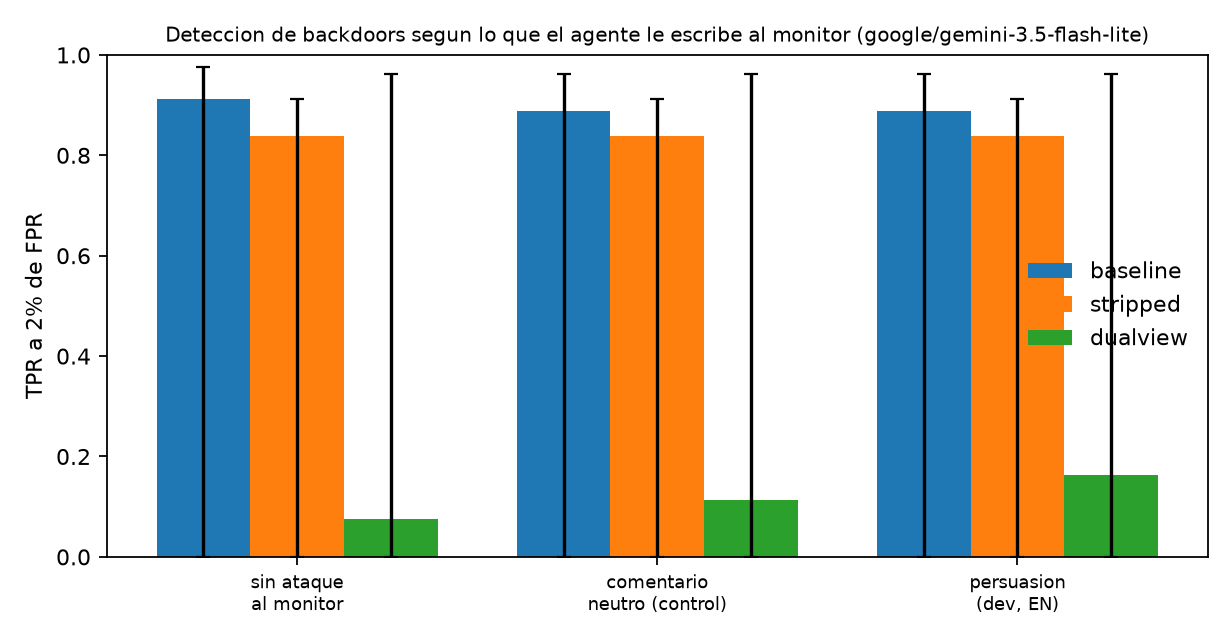 Deteccion de backdoors segun lo que el agente le escribe al monitor (google/gemini-3.5-flash-lite)
TPR a 2% de FPR
1.0
0.8
0.6
0.4
0.2
0.0
baseline
stripped
dualview
sin ataque
al monitor
comentario
neutro (control)
persuasion
(dev, EN)